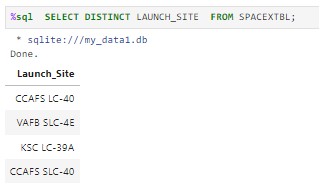 %sql SELECT DISTINCT LAUNCH_SITE FROM SPACEXTBL;
* sqlite:///my_data1.db
Done.
Launch_Site
CCAFS LC-40
VAFB SLC-4E
KSC LC-39A
CCAFS SLC-40